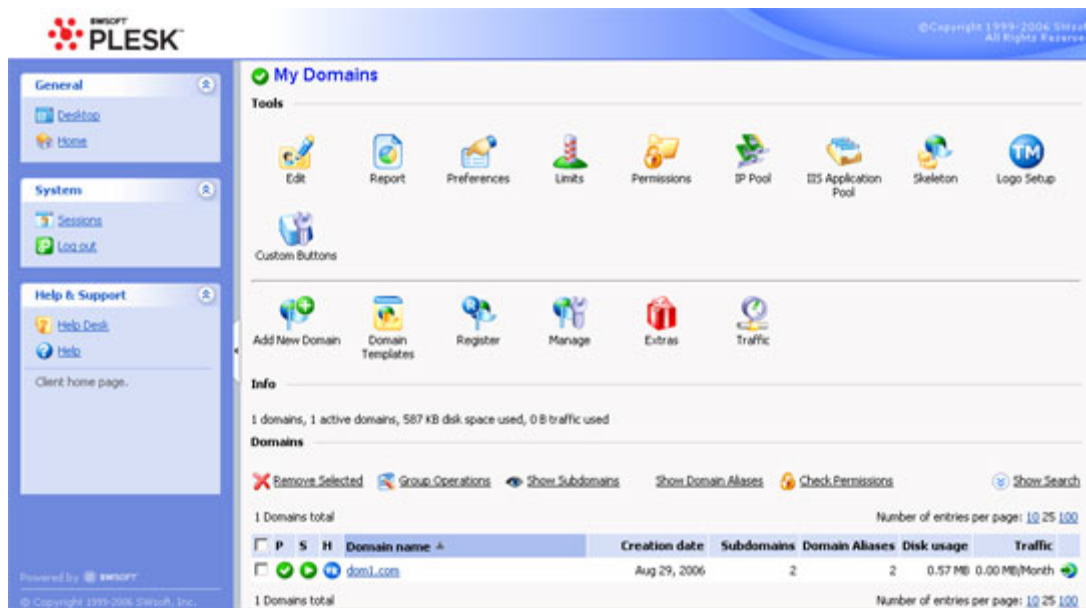 SWSOFT
PLESK
©Copyright 1999-2006 SWsoft
All Rights Reserve
General
Desktop
Home
System
Sessions
Log out
Help & Support
Help Desk
Help
Client home page.
Powered by SWSOFT
© Copyright 1999-2006 SWsoft, Inc.
My Domains
Tools
Edit
Report
Preferences
Limits
Permissions
IP Pool
IIS Application
Pool
Skeleton
TM
Logo Setup
Custom Buttons
Add New Domain
Domain
Templates
Register
Manage
Extras
Traffic
Info
1 domains, 1 active domains, 587 KB disk space used, 0 B traffic used
Domains
Remove Selected Group Operations Show Subdomains Show Domain Aliases Check Permissions Show Search
1 Domains total Number of entries per page: 10 25 100
P S H Domain name Creation date Subdomains Domain Aliases Disk usage Traffic
dom1.com Aug 29, 2006 2 2 0.57 MB 0.00 MB/Month
1 Domains total Number of entries per page: 10 25 100